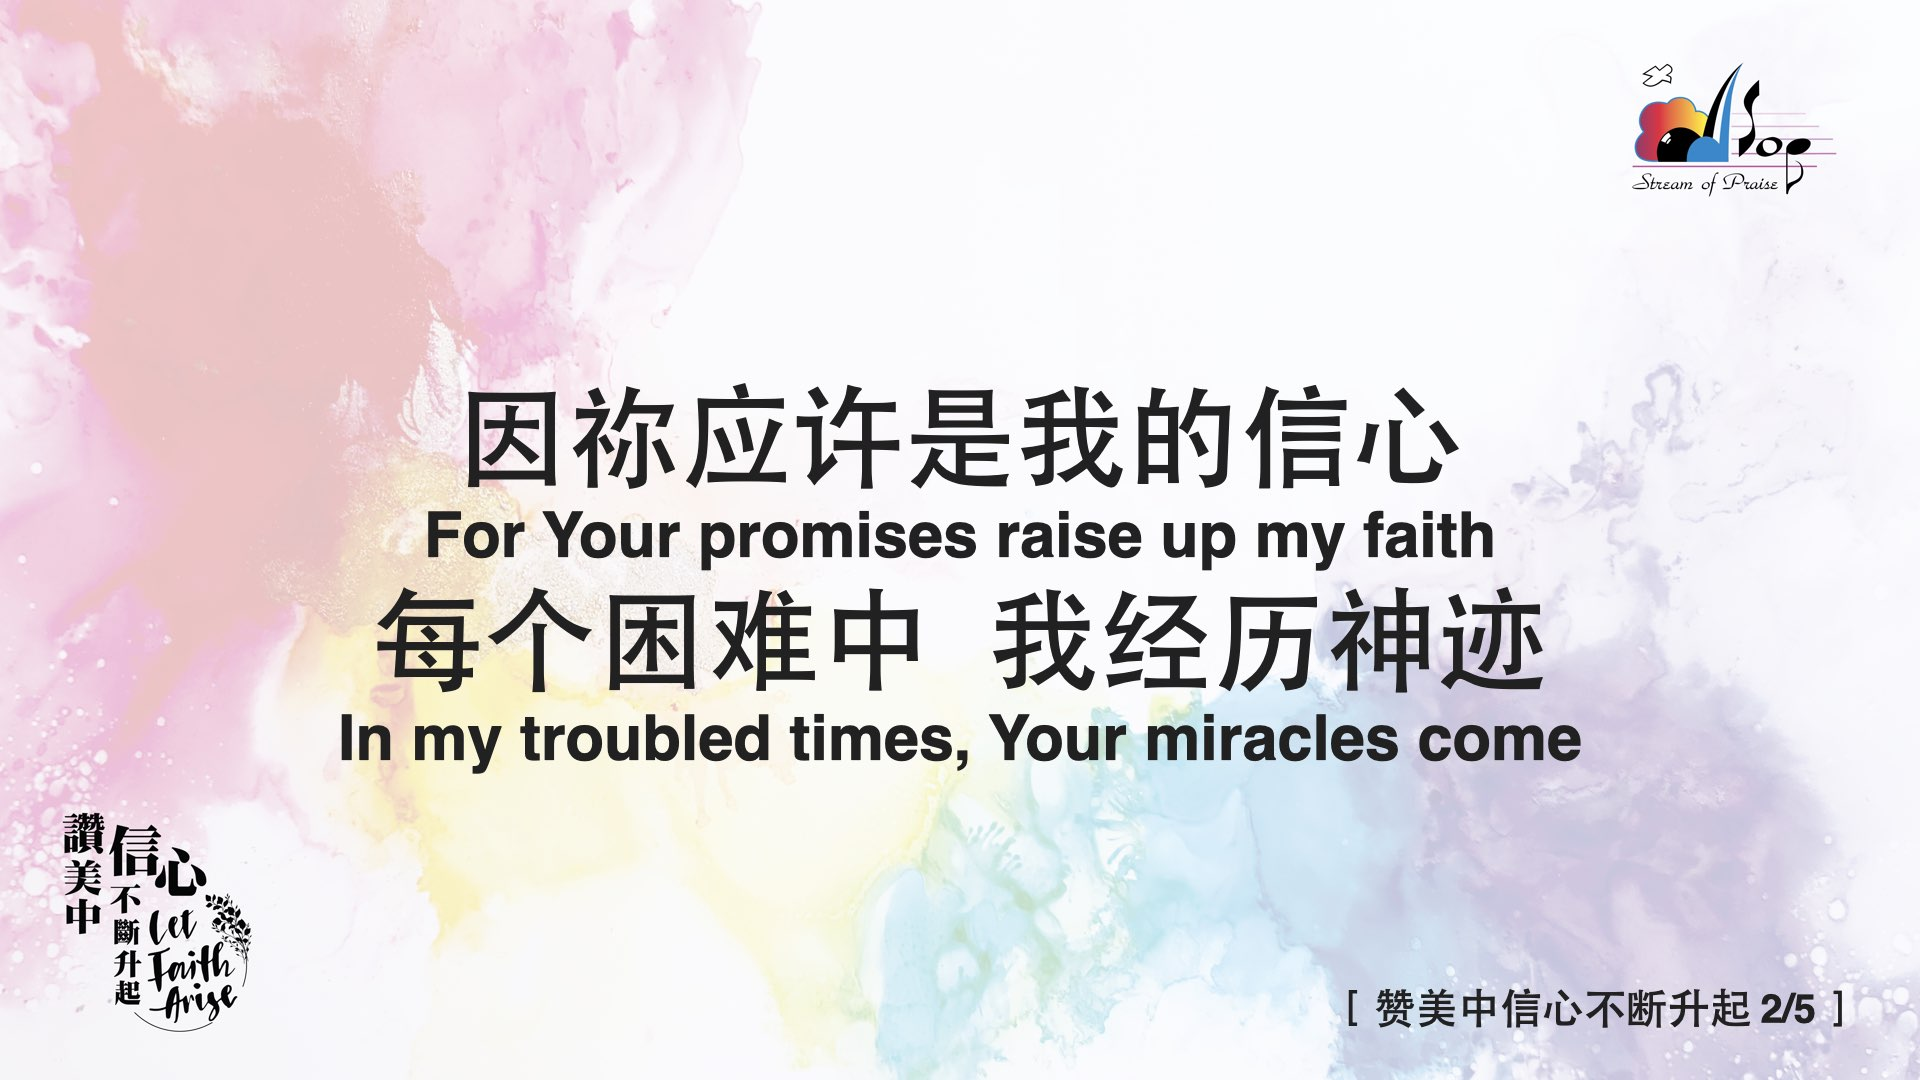 Sop
Stream of Praise
因祢应许是我的信心
For Your promises raise up my faith
每个困难中 我经历神迹
In my troubled times, Your miracles come
讚美中
信心
不斷升起
Let
Faith
Arise
[ 赞美中信心不断升起 2/5 ]